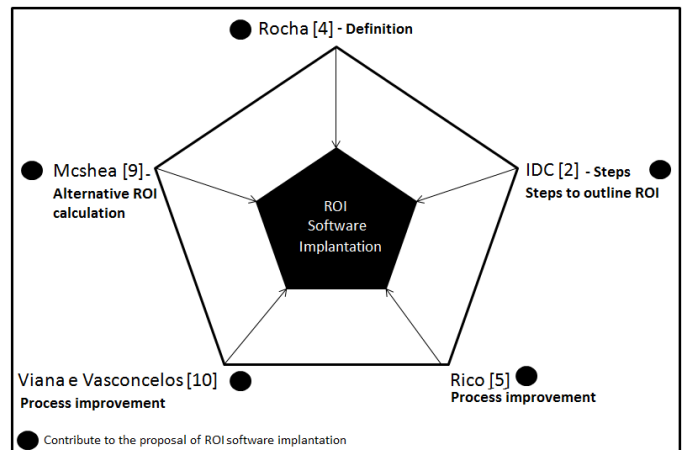 Rocha [4] - Definition
Mcshea [9] -
Alternative ROI
calculation
IDC [2] - Steps
Steps to outline ROI
ROI
Software
Implantation
Viana e Vasconcelos [10]
Process improvement
Rico [5]
Process improvement
Contribute to the proposal of ROI software implantation